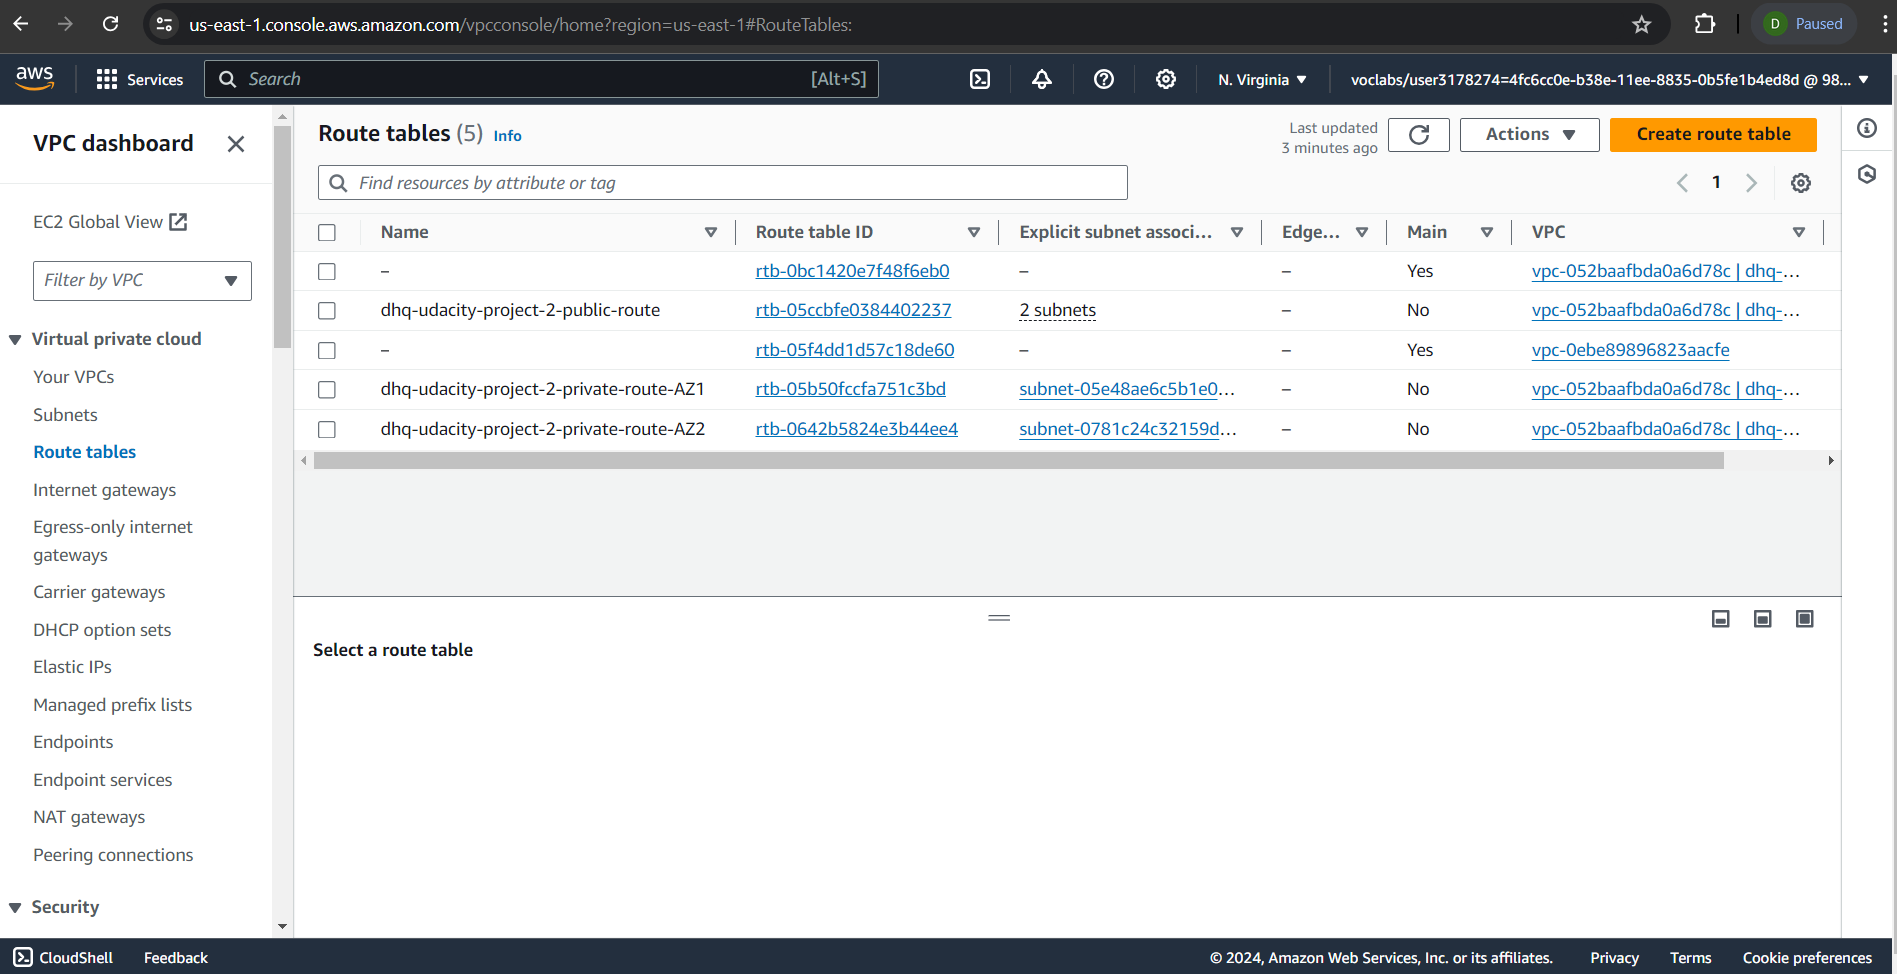 us-east-1.console.aws.amazon.com/vpcconsole/home?region=us-east-1#RouteTables:
D Paused
aws Services Search [Alt+S] N. Virginia voclabs/user3178274=4fc6cc0e-b38e-11ee-8835-0b5fe1b4ed8d @ 98...
VPC dashboard
EC2 Global View
Filter by VPC
Virtual private cloud
Your VPCs
Subnets
Route tables
Internet gateways
Egress-only internet
gateways
Carrier gateways
DHCP option sets
Elastic IPs
Managed prefix lists
Endpoints
Endpoint services
NAT gateways
Peering connections
Security
Route tables (5) Info
Last updated
3 minutes ago
Actions
Create route table
Find resources by attribute or tag
1
Name Route table ID Explicit subnet associ... Edge... Main VPC
– rtb-0bc1420e7f48f6eb0 – – Yes vpc-052baafbda0a6d78c | dhq-...
dhq-udacity-project-2-public-route rtb-05ccbfe0384402237 2 subnets – No vpc-052baafbda0a6d78c | dhq-...
– rtb-05f4dd1d57c18de60 – – Yes vpc-0ebe89896823aacfe
dhq-udacity-project-2-private-route-AZ1 rtb-05b50fccfa751c3bd subnet-05e48ae6c5b1e0... – No vpc-052baafbda0a6d78c | dhq-...
dhq-udacity-project-2-private-route-AZ2 rtb-0642b5824e3b44ee4 subnet-0781c24c32159d... – No vpc-052baafbda0a6d78c | dhq-...
Select a route table
CloudShell Feedback © 2024, Amazon Web Services, Inc. or its affiliates. Privacy Terms Cookie preferences